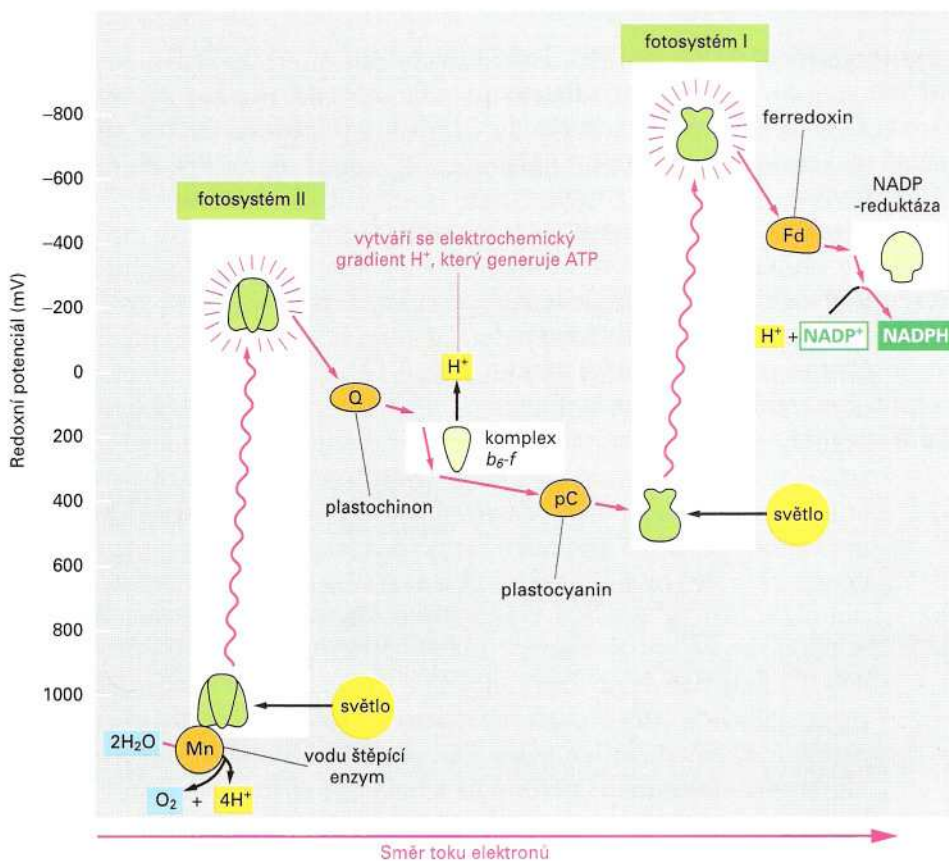 fotosystém I
ferredoxin
–800
–600
–400
–200
0
200
400
600
800
1000
Redoxní potenciál (mV)
fotosystém II
NADP
-reduktáza
Fd
vytváří se elektrochemický
gradient H⁺, který generuje ATP
H⁺ + NADP⁺ NADPH
H⁺
Q
komplex
b₆-f
plastochinon
pC
světlo
plastocyanin
světlo
2H₂O
Mn
vodu štěpící
enzym
O₂ + 4H⁺
Směr toku elektronů